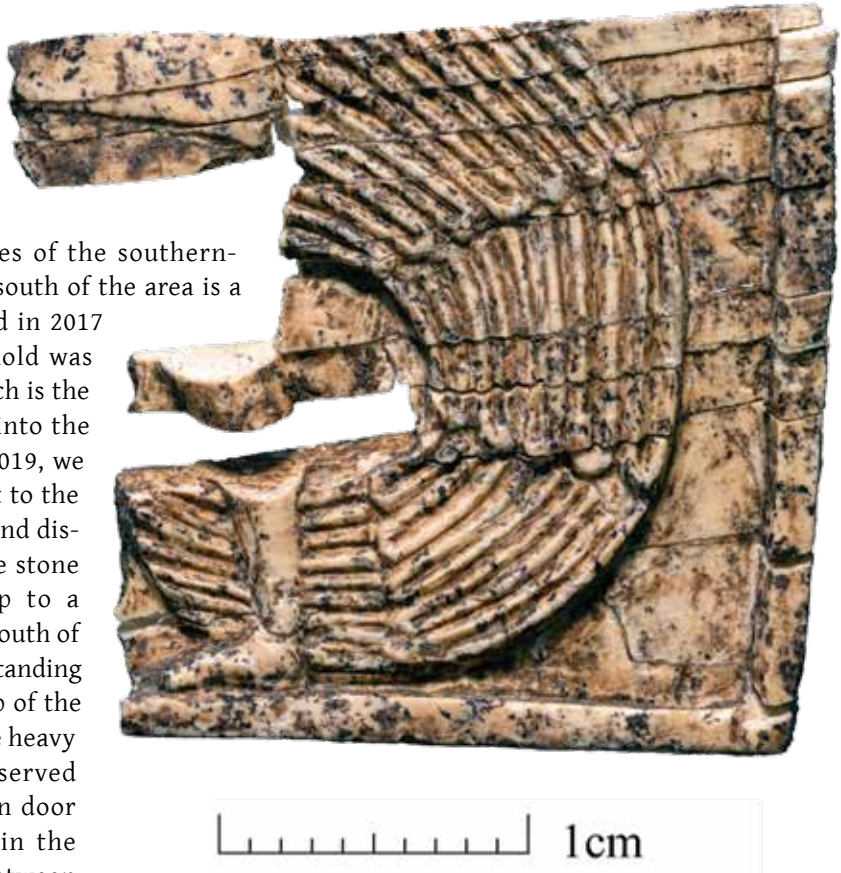 es of the southern-
south of the area is a
d in 2017
old was
ch is the
into the
019, we
t to the
nd dis-
e stone
p to a
outh of
tanding
p of the
e heavy
served
n door
in the
1cm